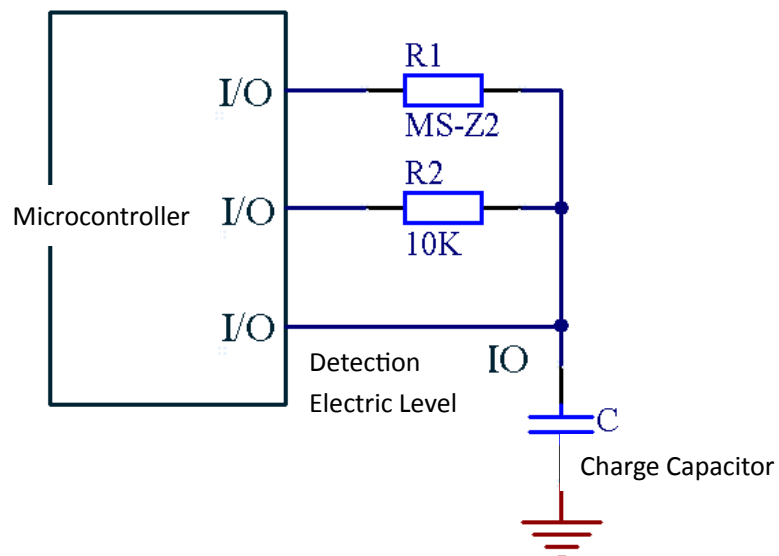 R1
I/O
MS-Z2
R2
Microcontroller
I/O
10K
I/O
Detection
IO
Electric Level
C
Charge Capacitor